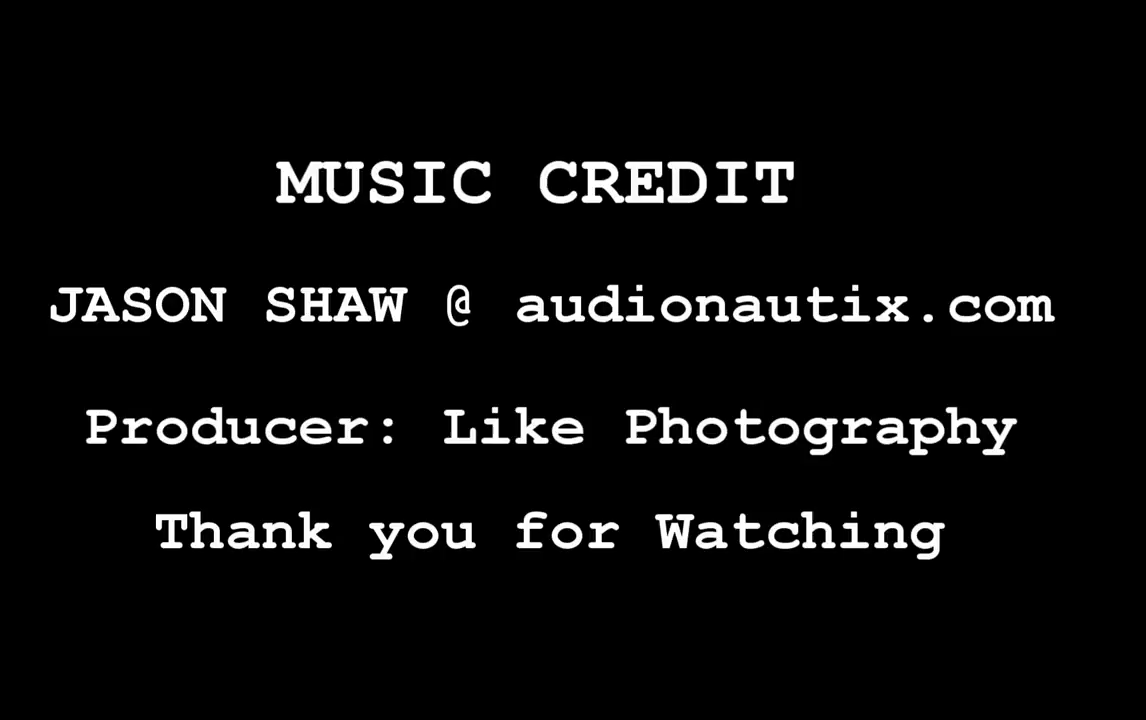 MUSIC CREDIT
JASON SHAW @ audionautix.com
Producer: Like Photography
Thank you for Watching